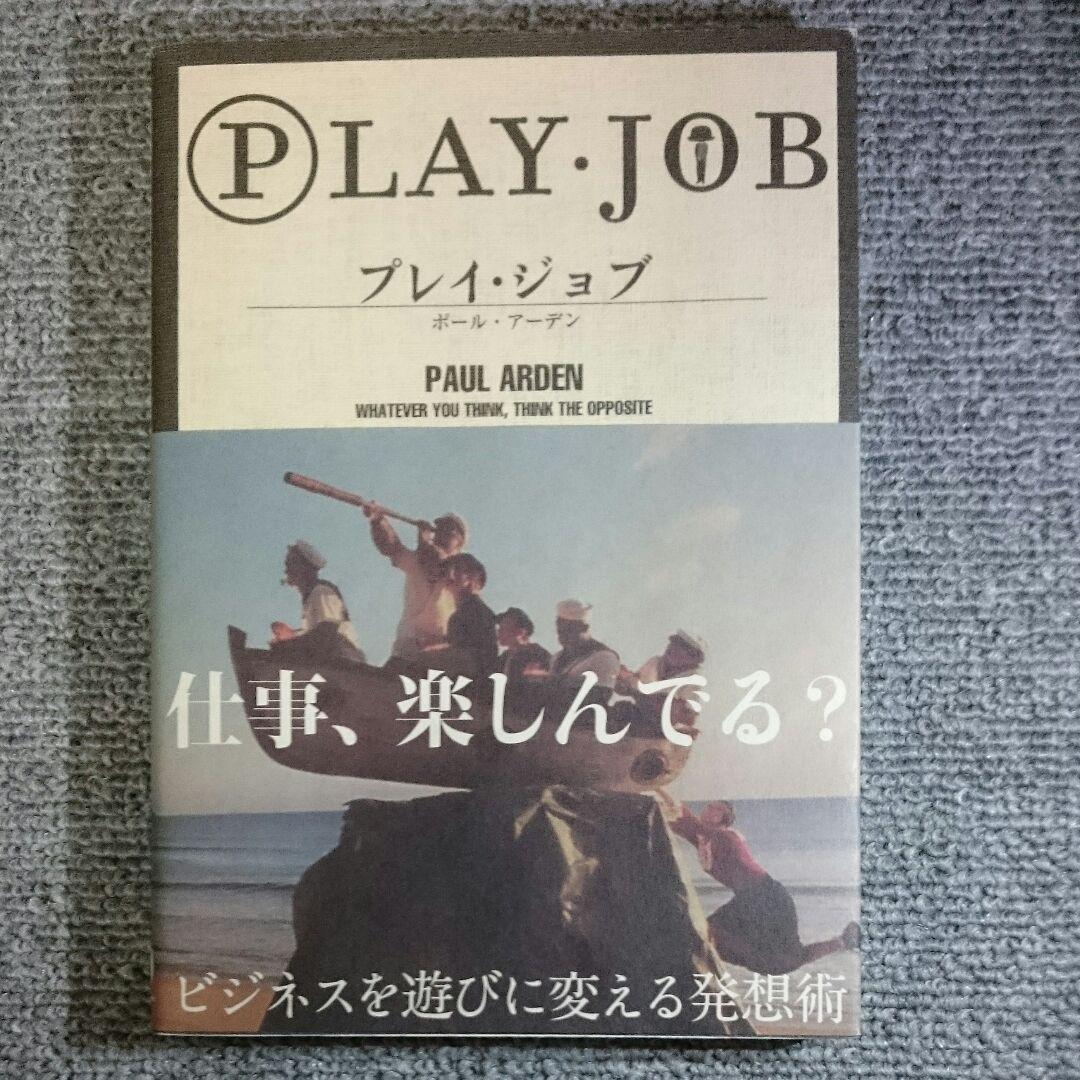 PLAY・JOB
プレイ・ジョブ
ポール・アーデン
PAUL ARDEN
WHATEVER YOU THINK, THINK THE OPPOSITE
仕事、楽しんでる？
ビジネスを遊びに変える発想術